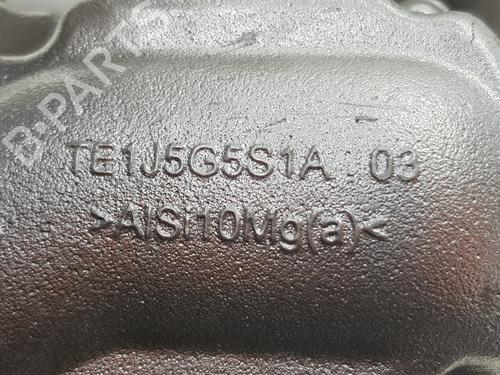 B-PARTS
TE1J5G5S1A 03
>AlSi10Mg(a)<